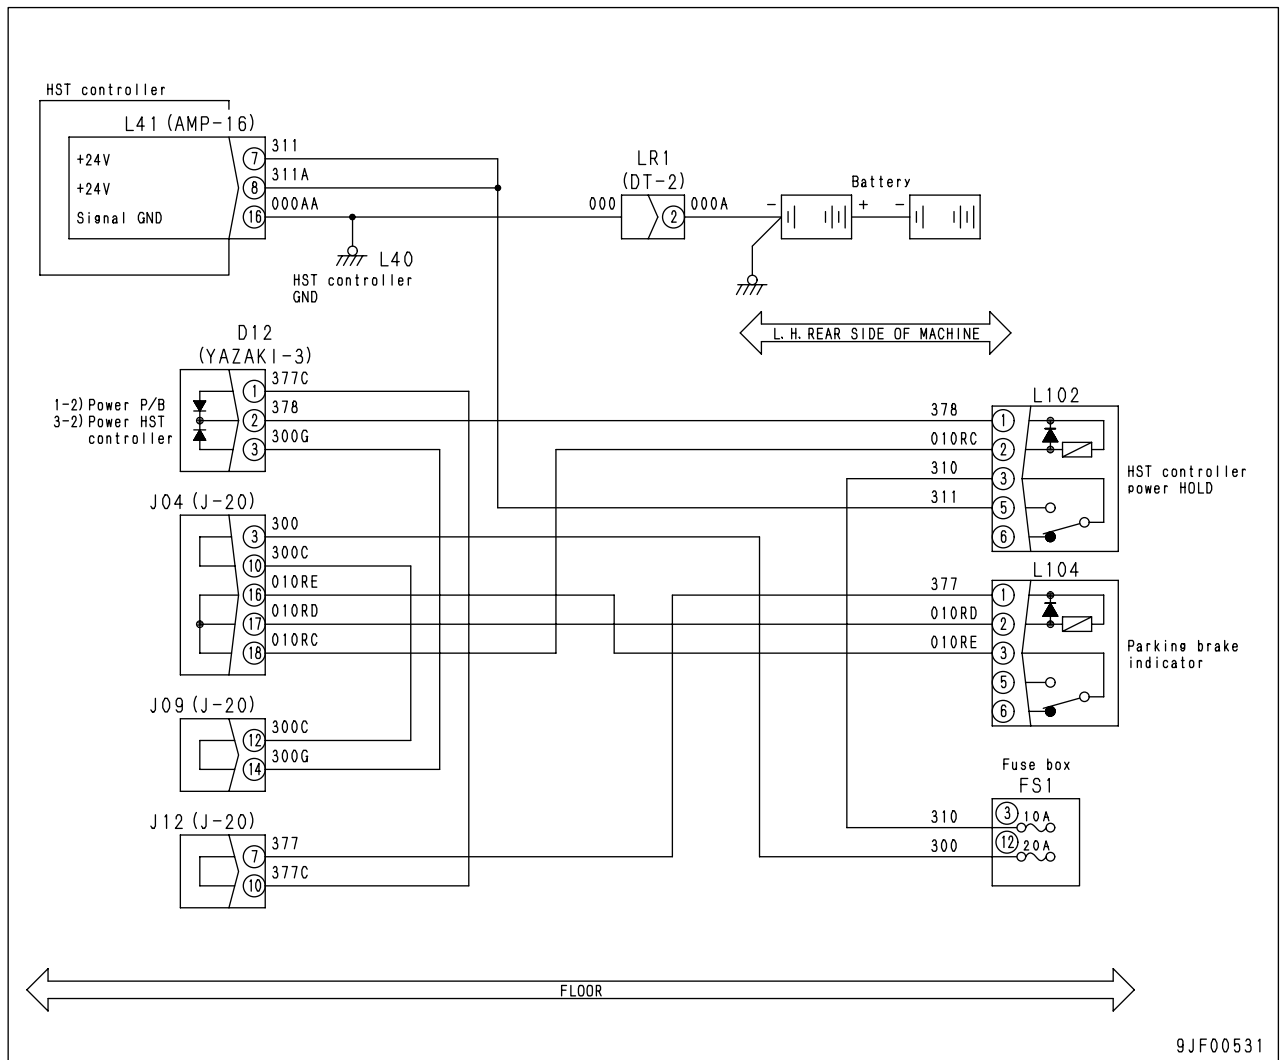 HST controller
L41 (AMP-16)
+24V
7
311
+24V
8
311A
Signal GND
16
000AA
L40
HST controller
GND
LR1
(DT-2)
000
2
000A
Battery
-
+
-
L.H. REAR SIDE OF MACHINE
D12
(YAZAKI-3)
1-2) Power P/B
3-2) Power HST
controller
1
377C
2
378
3
300G
J04 (J-20)
3
300
10
300C
16
010RE
17
010RD
18
010RC
J09 (J-20)
12
300C
14
300G
J12 (J-20)
7
377
10
377C
L102
378
1
010RC
2
310
3
311
5
6
HST controller
power HOLD
L104
377
1
010RD
2
010RE
3
5
6
Parking brake
indicator
Fuse box
FS1
310
3
10A
300
12
20A
FLOOR
9JF00531